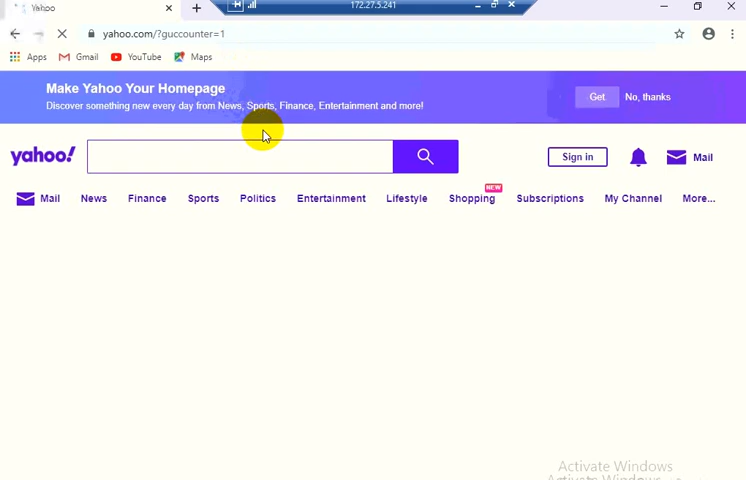 Yahoo
172.27.5.241
yahoo.com/?guccounter=1
Apps Gmail YouTube Maps
Make Yahoo Your Homepage
Discover something new every day from News, Sports, Finance, Entertainment and more!
Get No, thanks
yahoo! Sign in Mail
NEW
Mail News Finance Sports Politics Entertainment Lifestyle Shopping Subscriptions My Channel More...
Activate Windows
Activate Windows